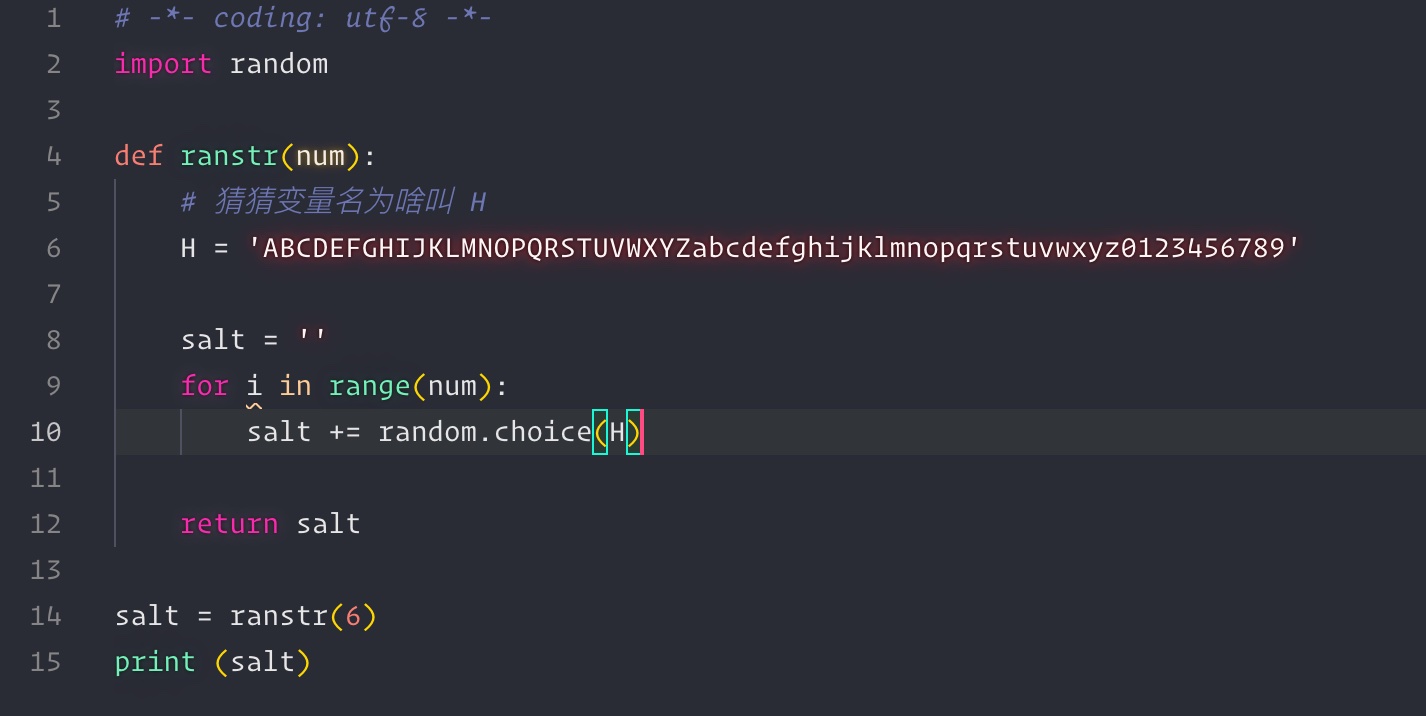 1 # -*- coding: utf-8 -*-
2 import random
3
4 def ranstr(num):
5     # 猜猜变量名为啥叫 H
6     H = 'ABCDEFGHIJKLMNOPQRSTUVWXYZabcdefghijklmnopqrstuvwxyz0123456789'
7
8     salt = ''
9     for i in range(num):
10         salt += random.choice(H)
11
12     return salt
13
14 salt = ranstr(6)
15 print (salt)